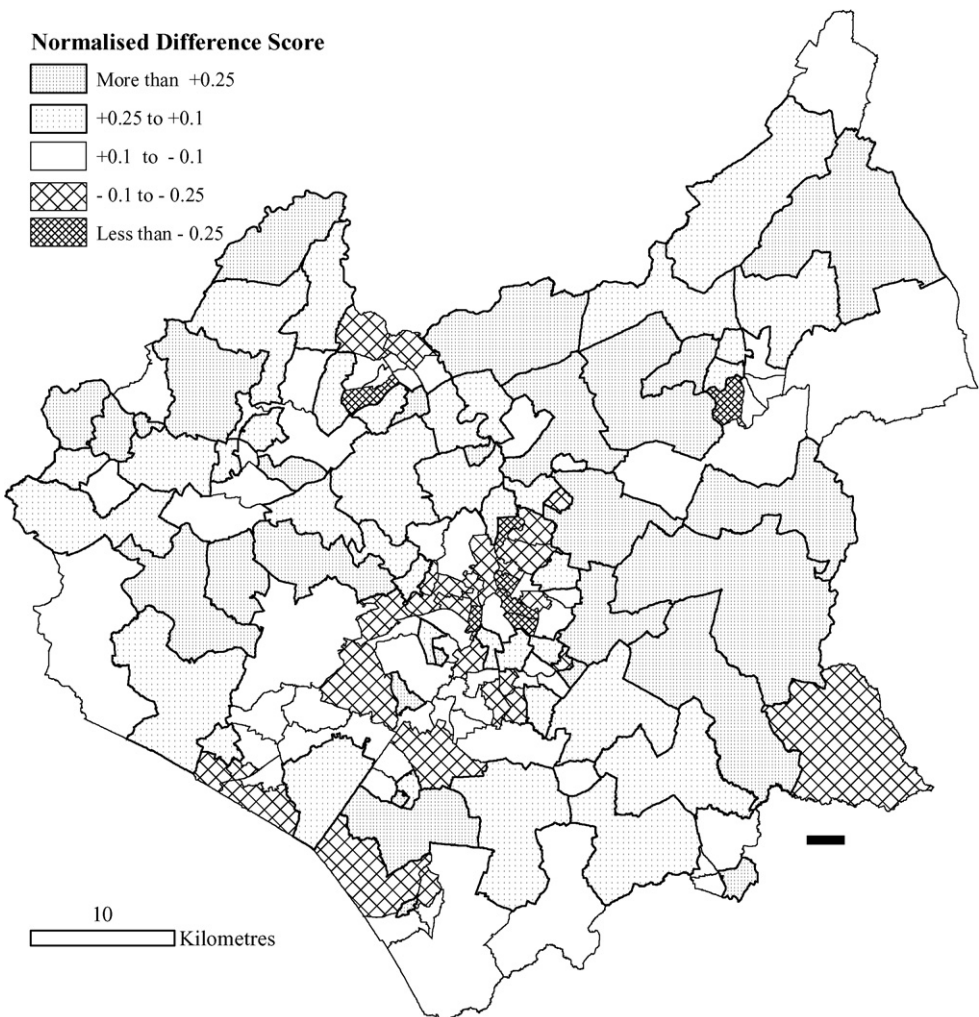 Normalised Difference Score
More than +0.25
+0.25 to +0.1
+0.1 to - 0.1
- 0.1 to - 0.25
Less than - 0.25
10
Kilometres